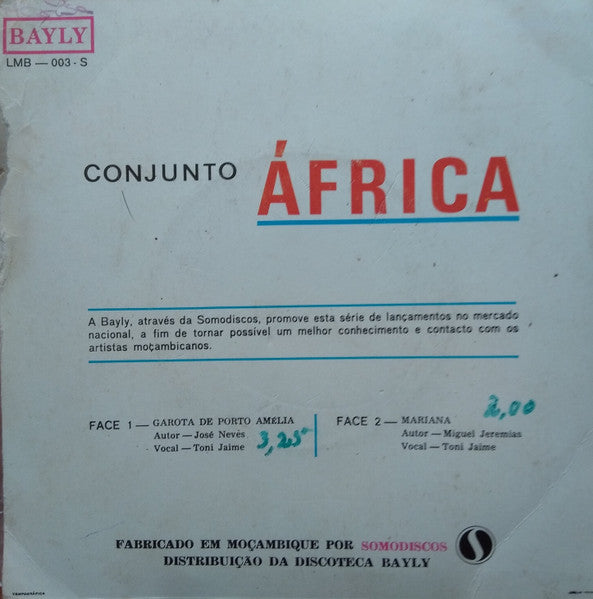 BAYLY
LMB — 003 - S
CONJUNTO ÁFRICA
A Bayly, através da Somodiscos, promove esta série de lançamentos no mercado
nacional, a fim de tornar possível um melhor conhecimento e contacto com os
artistas moçambicanos.
FACE 1 — GAROTA DE PORTO AMÉLIA
Autor — José Neves
Vocal — Toni Jaime
3,25
FACE 2 — MARIANA
Autor — Miguel Jeremias
Vocal — Toni Jaime
2,00
FABRICADO EM MOÇAMBIQUE POR SOMODISCOS
DISTRIBUIÇÃO DA DISCOTECA BAYLY